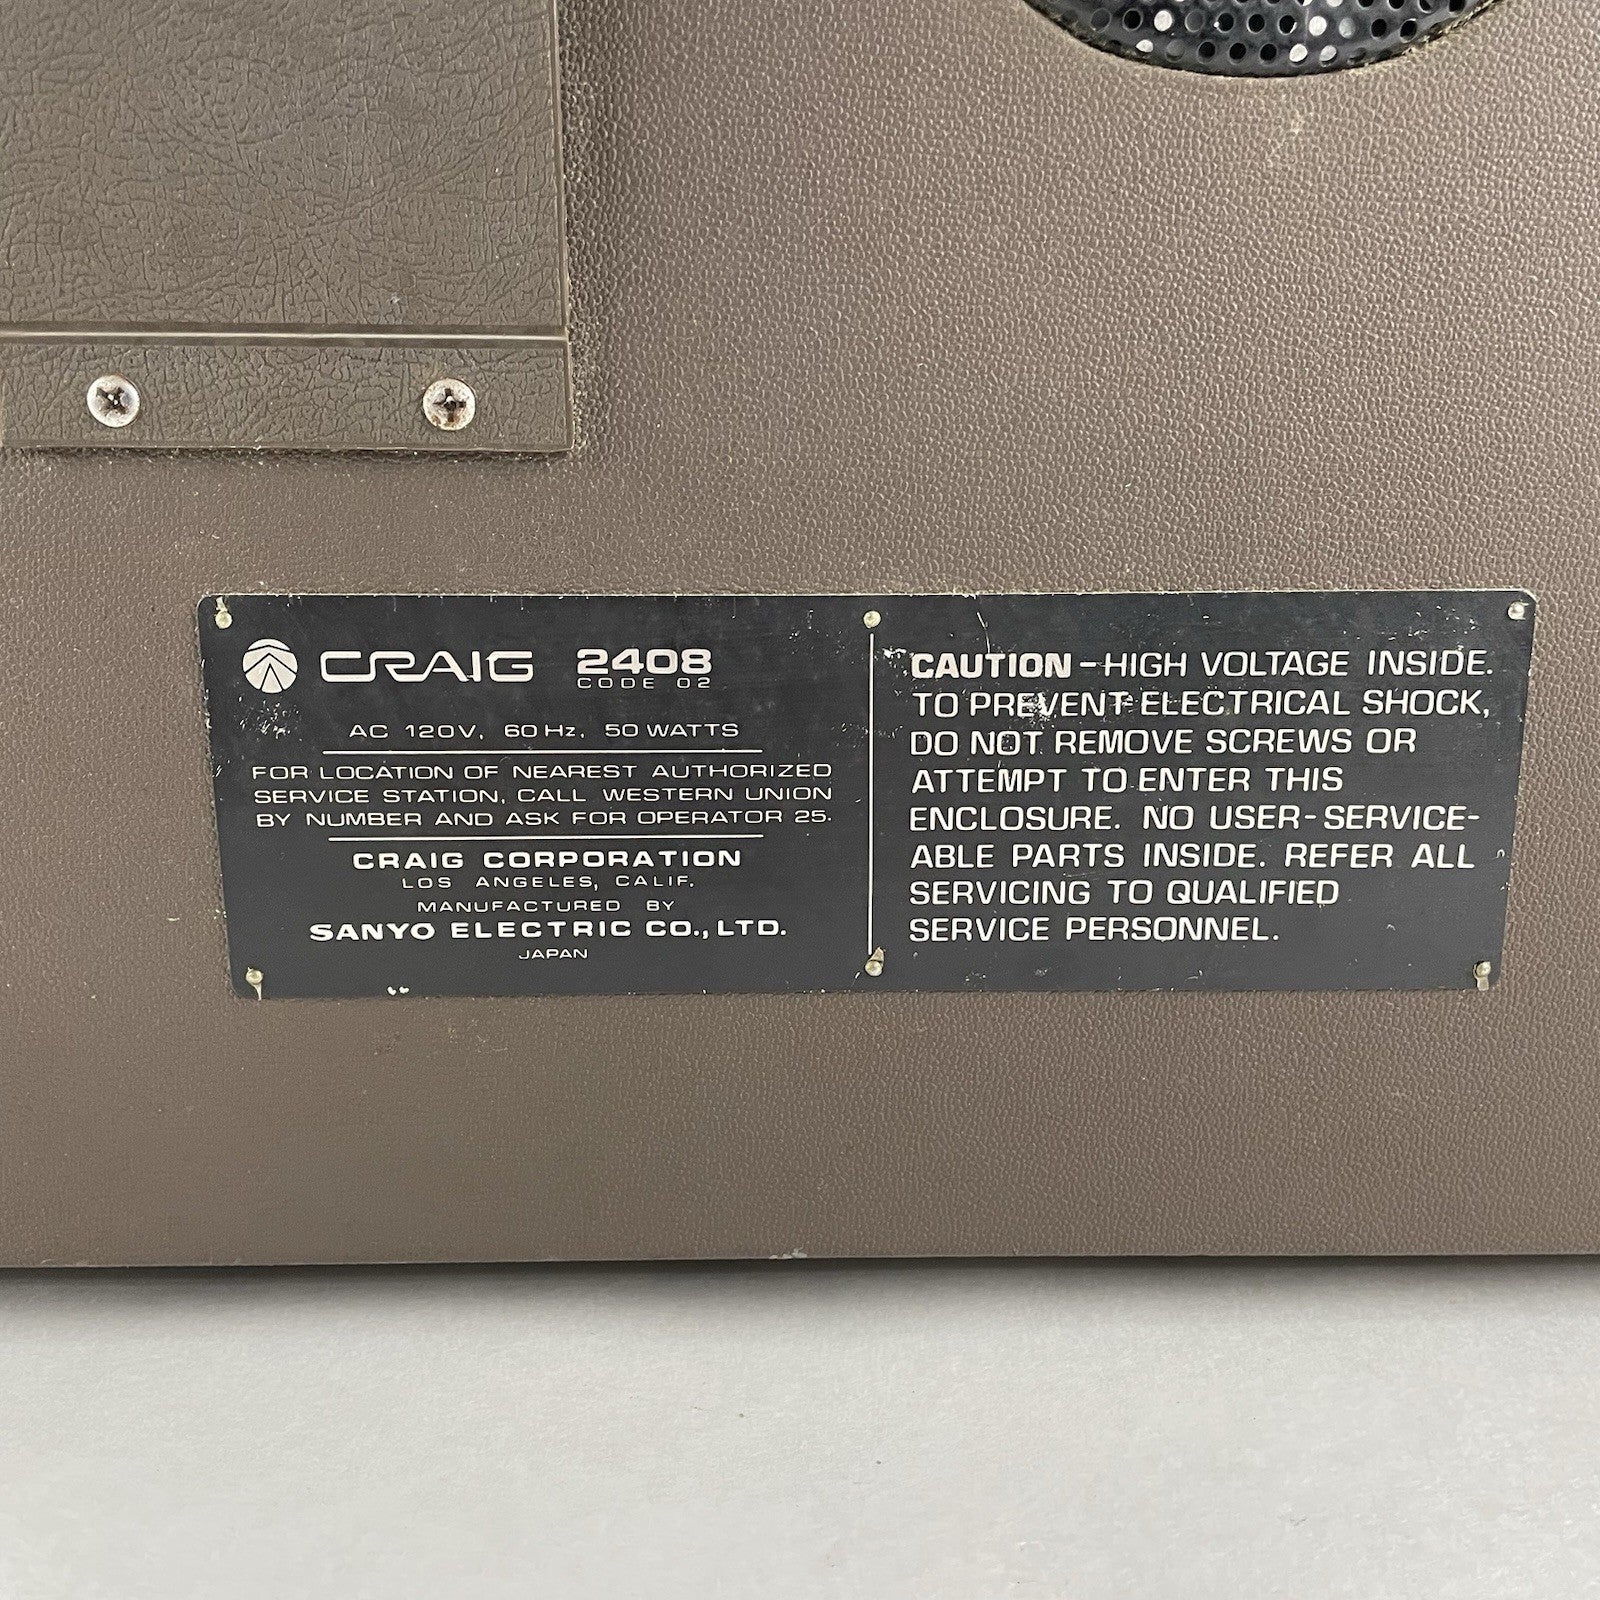 CRAIG 2408
CODE 02
AC 120V, 60 Hz, 50 WATTS
FOR LOCATION OF NEAREST AUTHORIZED
SERVICE STATION, CALL WESTERN UNION
BY NUMBER AND ASK FOR OPERATOR 25.
CRAIG CORPORATION
LOS ANGELES, CALIF.
MANUFACTURED BY
SANYO ELECTRIC CO., LTD.
JAPAN
CAUTION - HIGH VOLTAGE INSIDE.
TO PREVENT ELECTRICAL SHOCK,
DO NOT REMOVE SCREWS OR
ATTEMPT TO ENTER THIS
ENCLOSURE. NO USER-SERVICE-
ABLE PARTS INSIDE. REFER ALL
SERVICING TO QUALIFIED
SERVICE PERSONNEL.